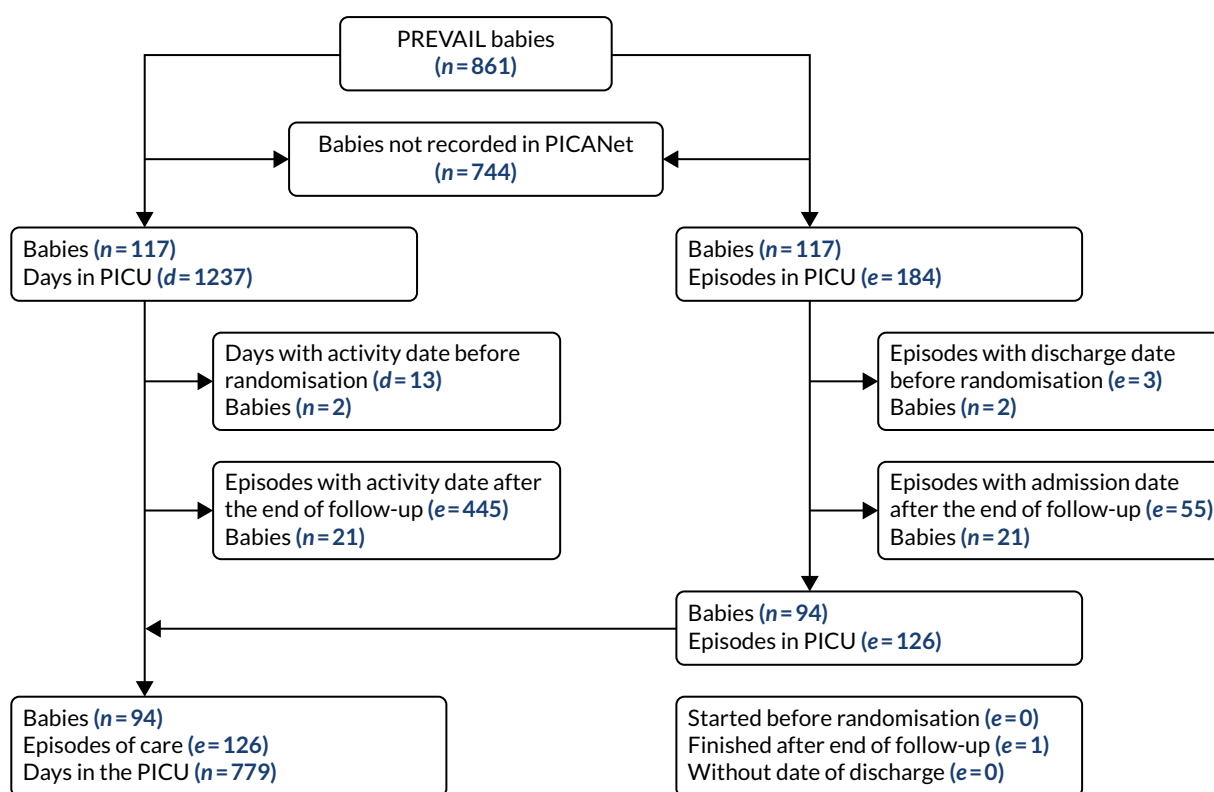 PREVAIL babies
(n=861)
Babies not recorded in PICANet
(n=744)
Babies (n=117)
Days in PICU (d=1237)
Babies (n=117)
Episodes in PICU (e=184)
Days with activity date before
randomisation (d=13)
Babies (n=2)
Episodes with discharge date
before randomisation (e=3)
Babies (n=2)
Episodes with activity date after
the end of follow-up (e=445)
Babies (n=21)
Episodes with admission date
after the end of follow-up (e=55)
Babies (n=21)
Babies (n=94)
Episodes in PICU (e=126)
Babies (n=94)
Episodes of care (e=126)
Days in the PICU (n=779)
Started before randomisation (e=0)
Finished after end of follow-up (e=1)
Without date of discharge (e=0)